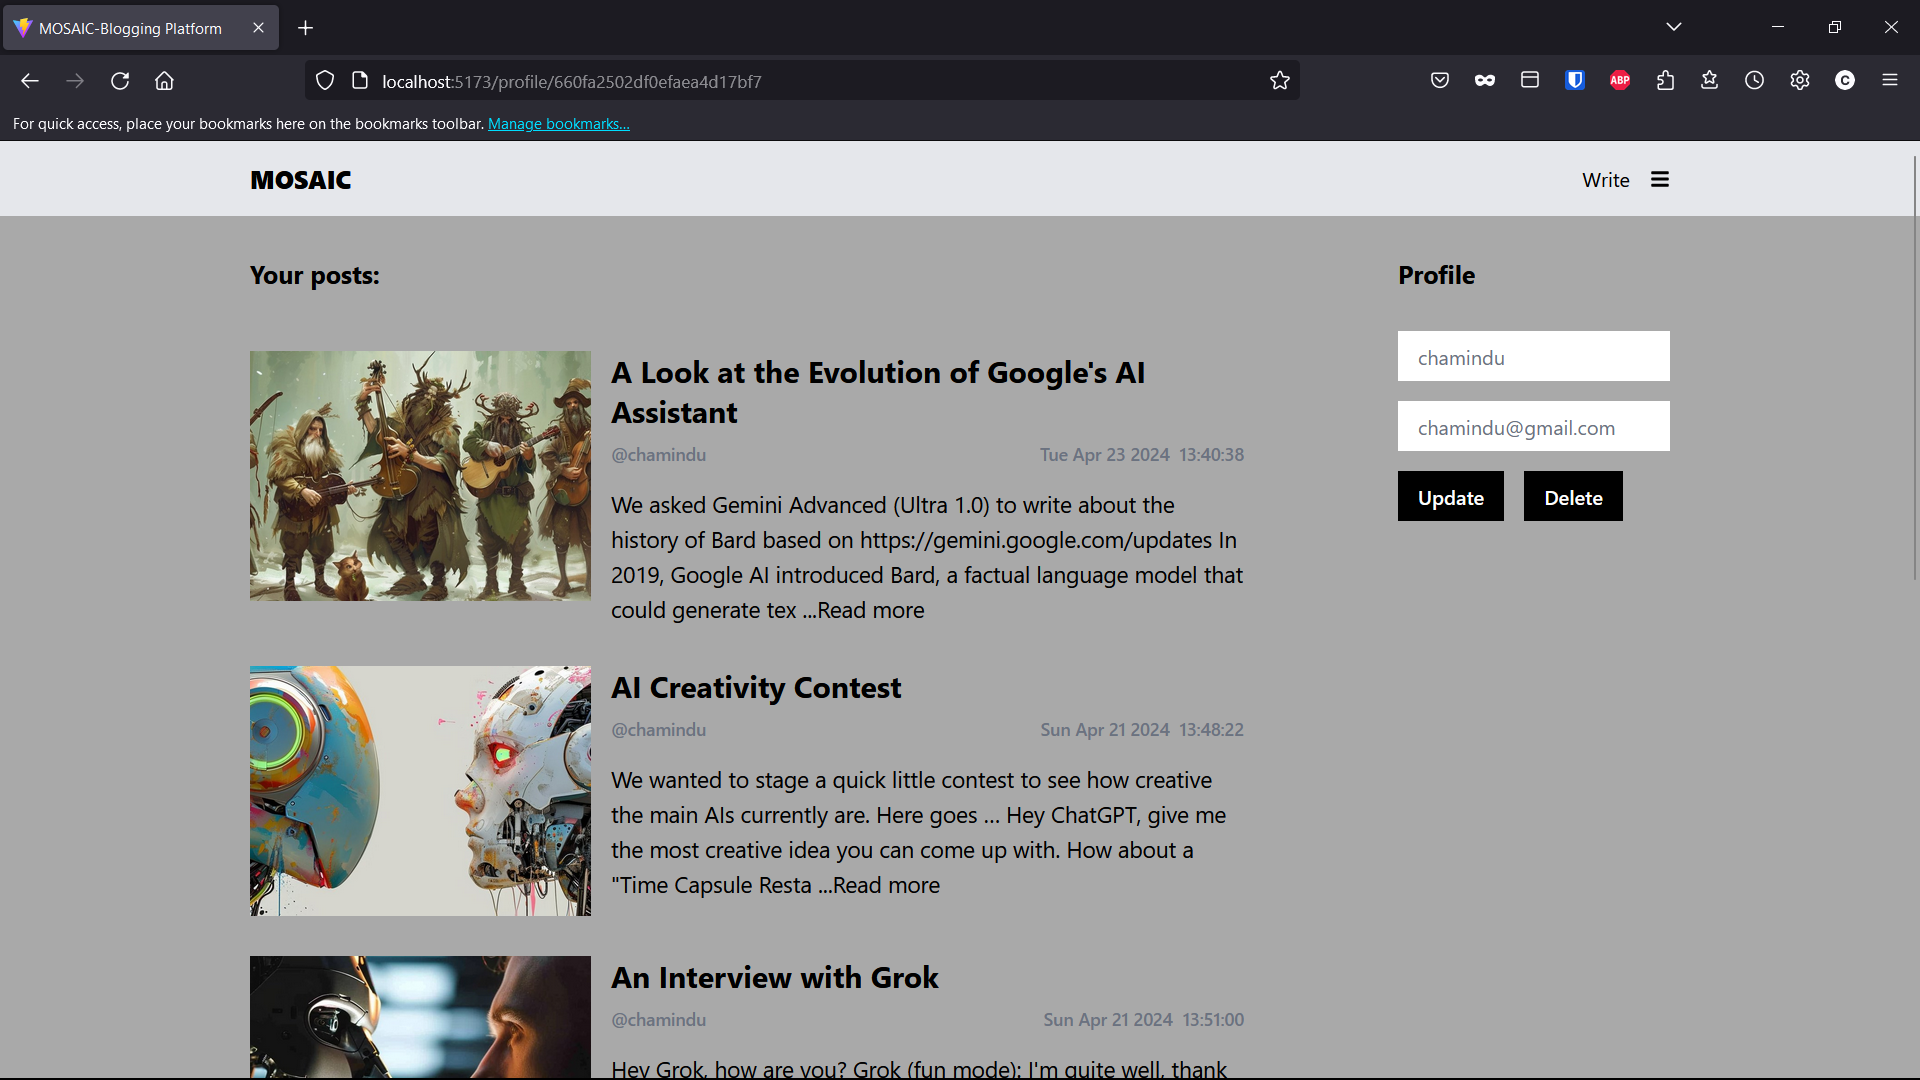 MOSAIC-Blogging Platform
localhost:5173/profile/660fa2502df0efaea4d17bf7
ABP
C
For quick access, place your bookmarks here on the bookmarks toolbar. Manage bookmarks...
MOSAIC
Write
Your posts:
A Look at the Evolution of Google's AI
Assistant
@chamindu Tue Apr 23 2024 13:40:38
We asked Gemini Advanced (Ultra 1.0) to write about the
history of Bard based on https://gemini.google.com/updates In
2019, Google AI introduced Bard, a factual language model that
could generate tex ...Read more
AI Creativity Contest
@chamindu Sun Apr 21 2024 13:48:22
We wanted to stage a quick little contest to see how creative
the main AIs currently are. Here goes … Hey ChatGPT, give me
the most creative idea you can come up with. How about a
"Time Capsule Resta ...Read more
An Interview with Grok
@chamindu Sun Apr 21 2024 13:51:00
Hey Grok, how are you? Grok (fun mode): I'm quite well, thank
Profile
chamindu
chamindu@gmail.com
Update Delete